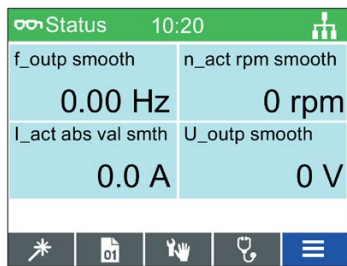 Status 10:20
f_outp smooth
0.00 Hz
n_act rpm smooth
0 rpm
I_act abs val smth
0.0 A
U_outp smooth
0 V
01